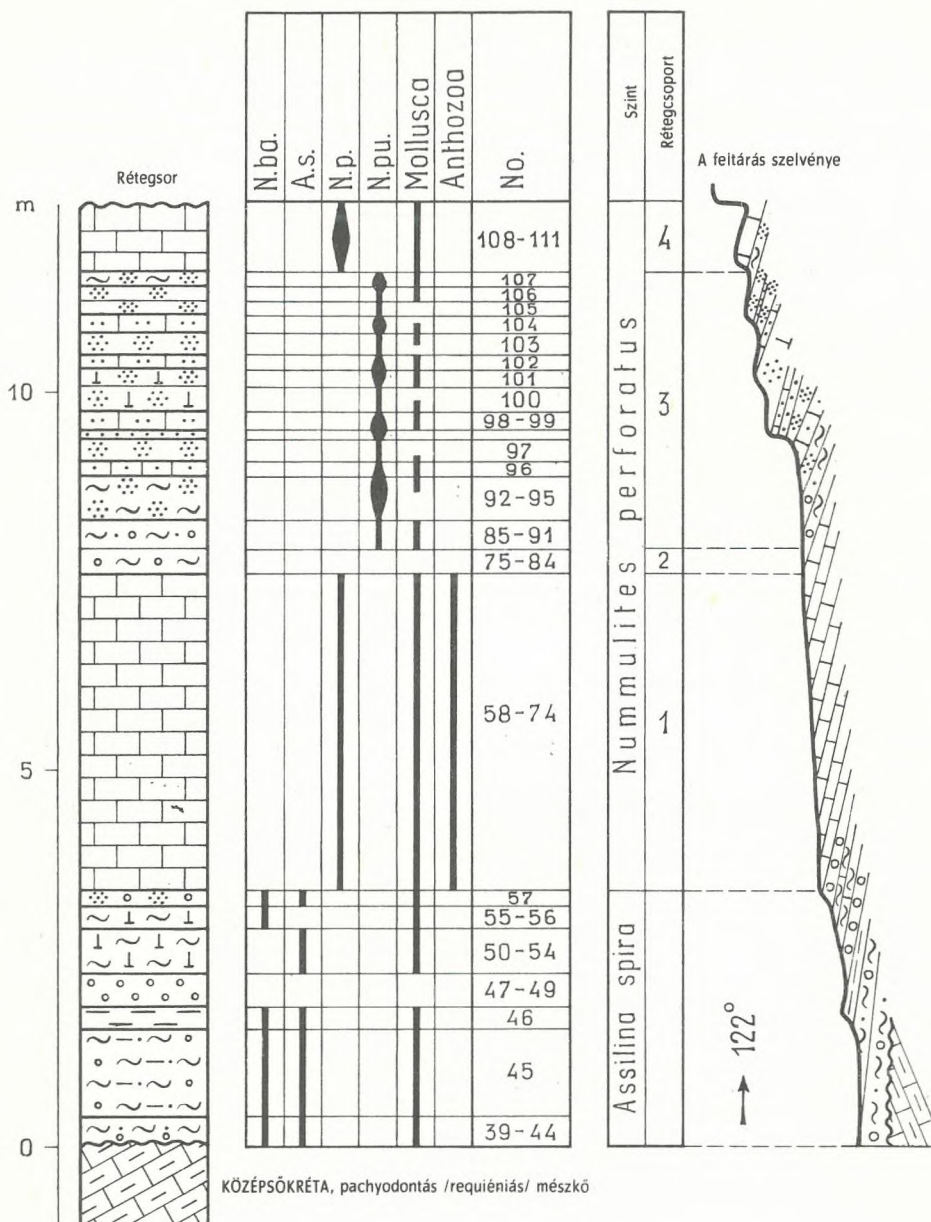 N.ba.
A.s.
N.p.
N.pu.
Mollusca
Anthozoa
No.
Szint
Rétegcsoport
Rétegsor
A feltárás szelvénye
m
10
5
0
108-111
107
106
105
104
103
102
101
100
98-99
97
96
92-95
85-91
75-84
58-74
57
55-56
50-54
47-49
46
45
39-44
4
3
2
1
Nummulites perforatus
Assilina spira
122°
KÖZÉPSŐKRÉTA, pachyodontás /requiéniás/ mészkő